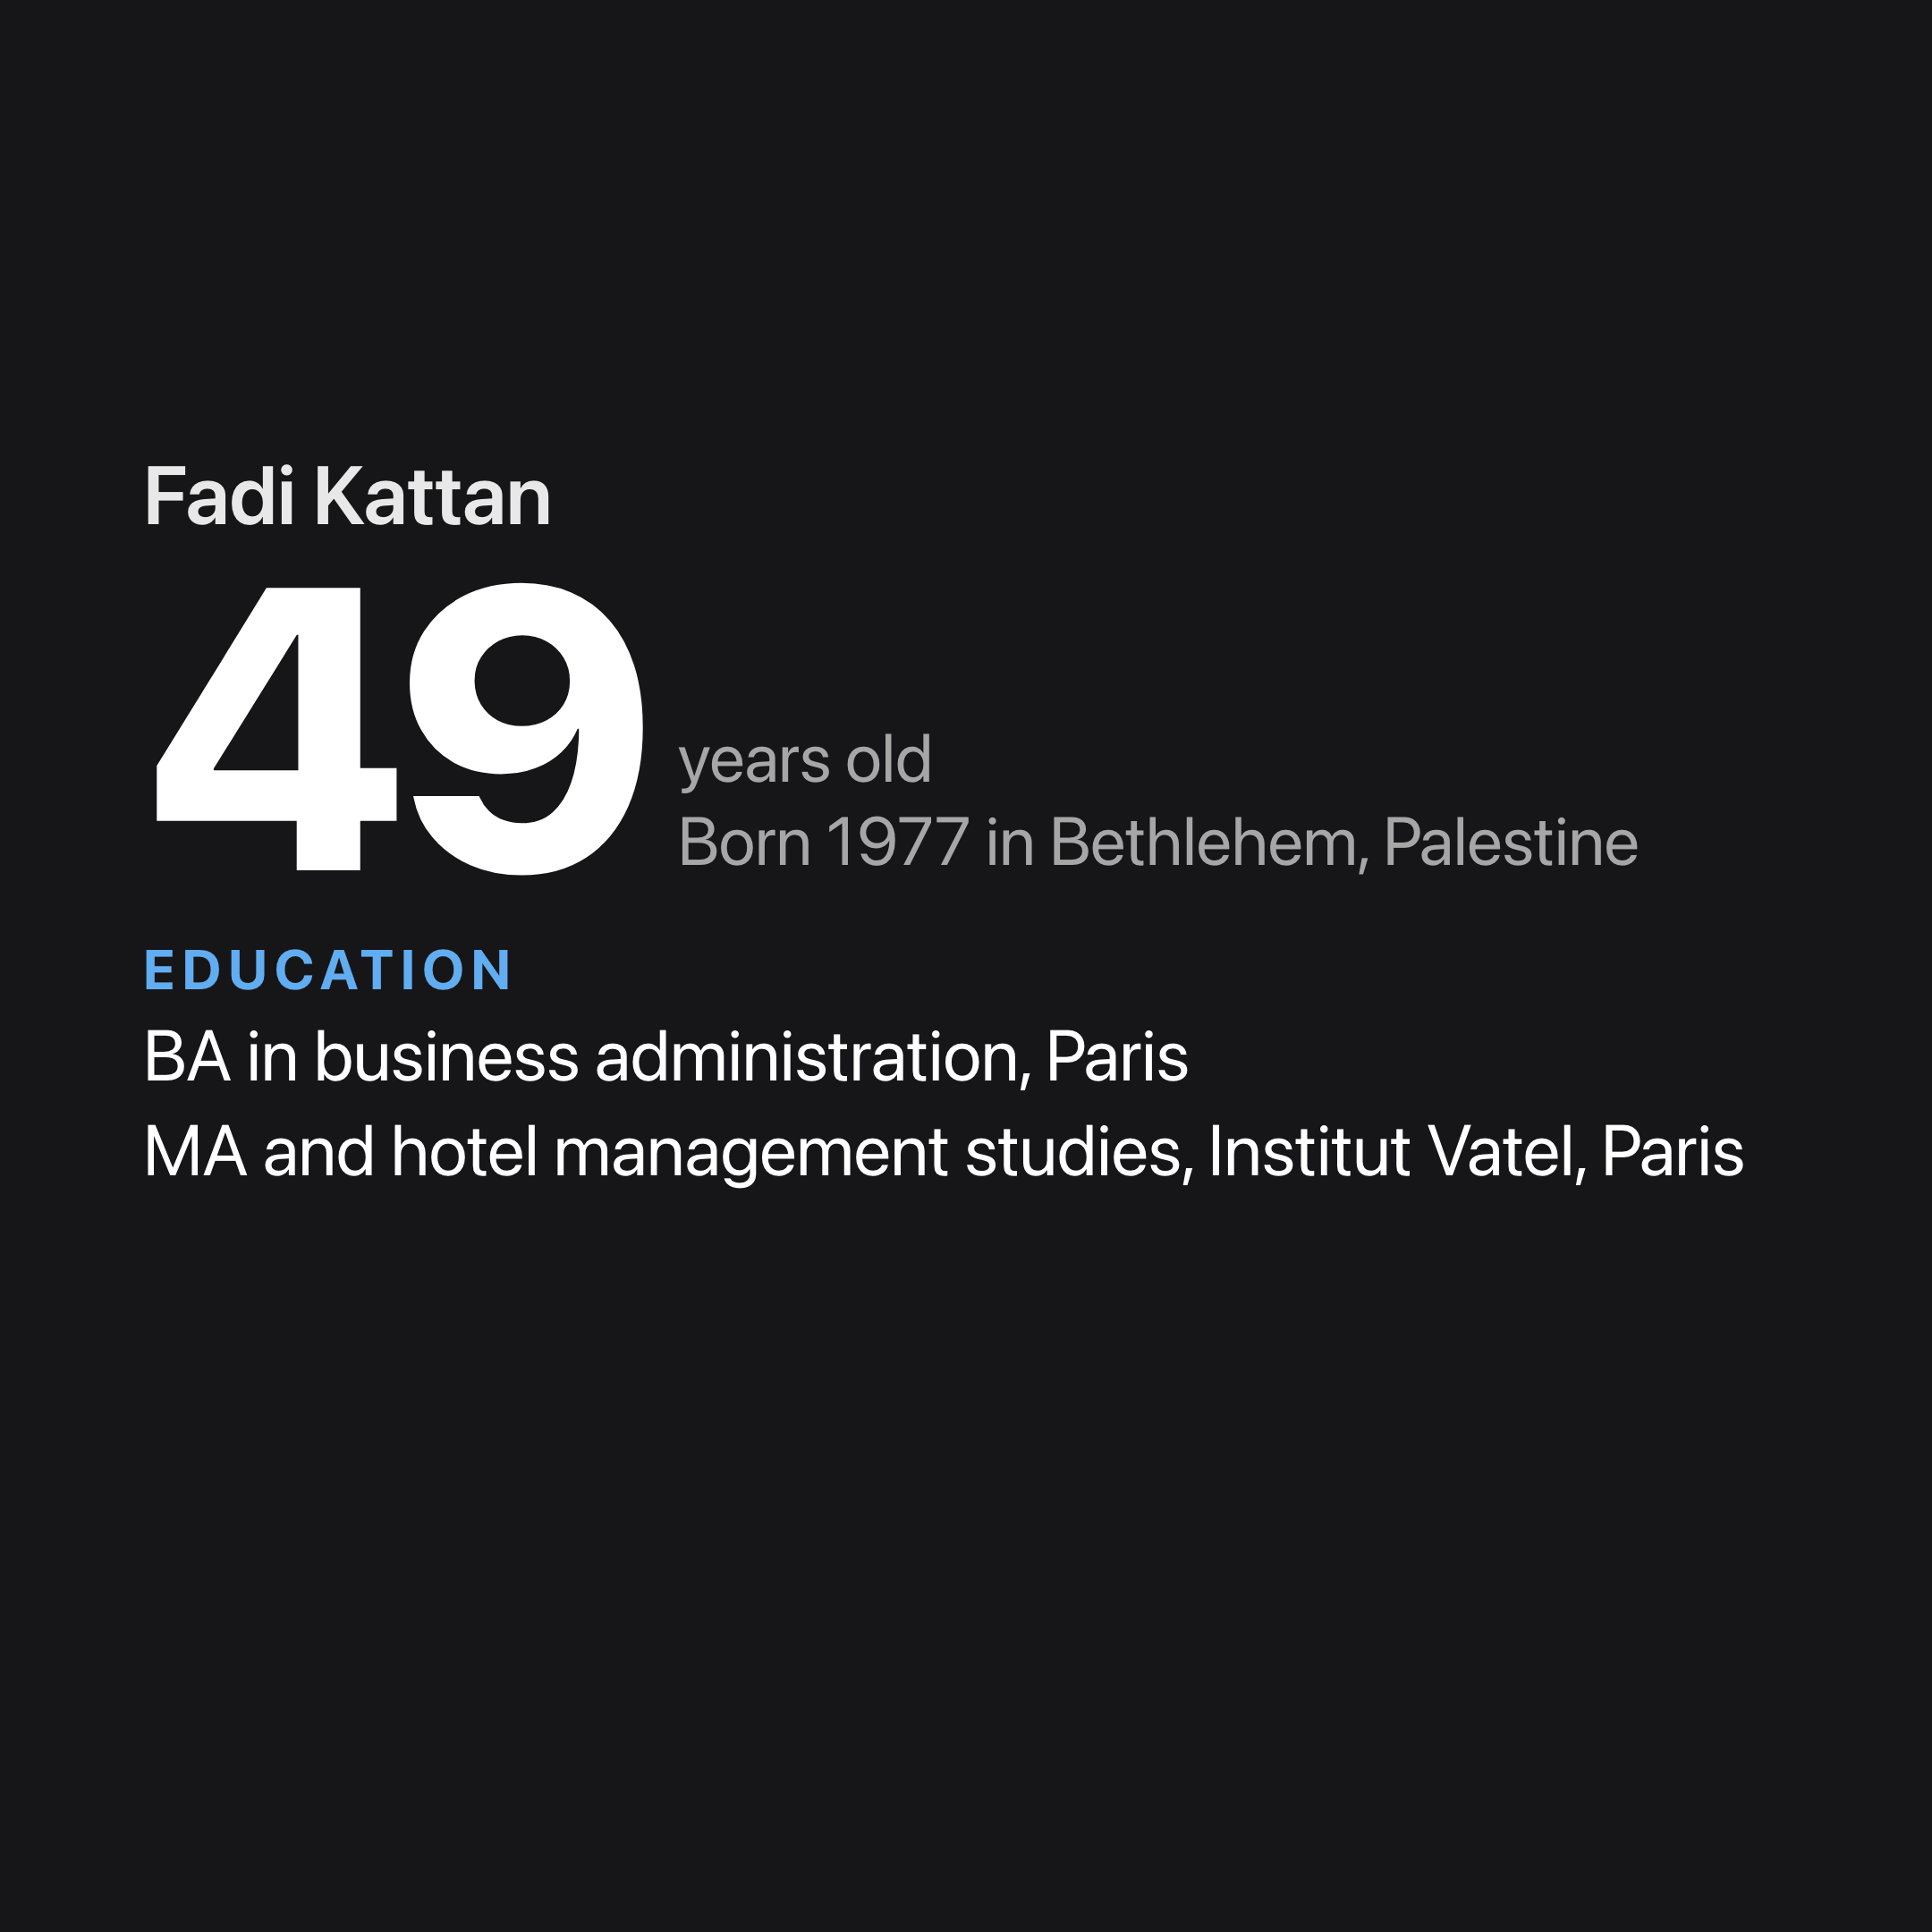 Fadi Kattan
49
years old
Born 1977 in Bethlehem, Palestine
EDUCATION
BA in business administration, Paris
MA and hotel management studies, Institut Vatel, Paris